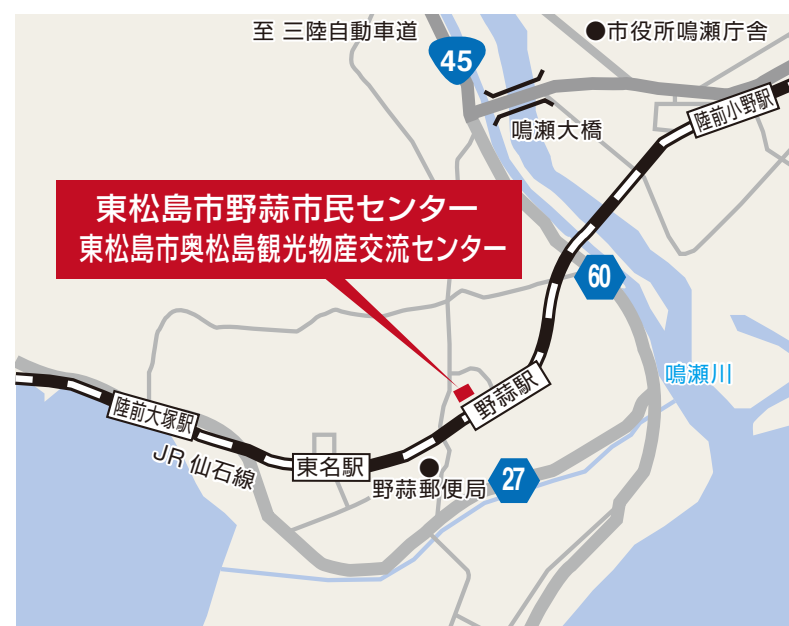 至 三陸自動車道
●市役所鳴瀬庁舎
45
鳴瀬大橋
陸前小野駅
東松島市野蒜市民センター
東松島市奥松島観光物産交流センター
60
鳴瀬川
野蒜駅
陸前大塚駅
JR 仙石線
東名駅
野蒜郵便局
27